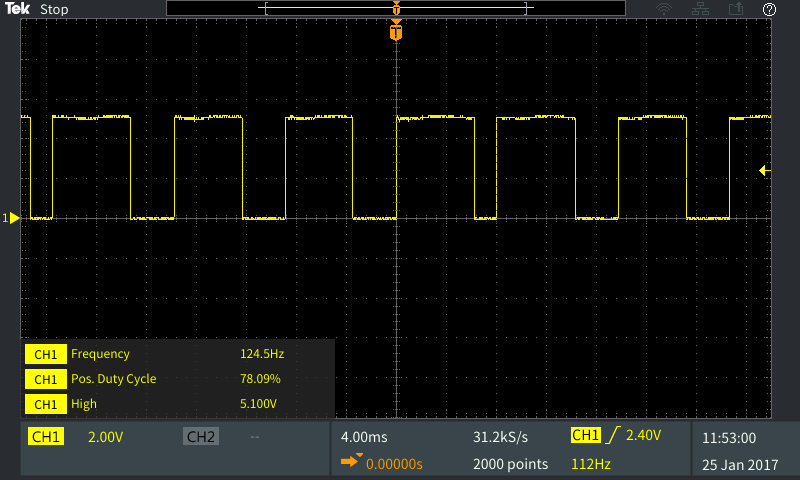 Tek Stop
T
T
?
1
CH1 Frequency 124.5Hz
CH1 Pos. Duty Cycle 78.09%
CH1 High 5.100V
CH1 2.00V CH2 -- 4.00ms 31.2kS/s CH1 2.40V 11:53:00
0.00000s 2000 points 112Hz 25 Jan 2017